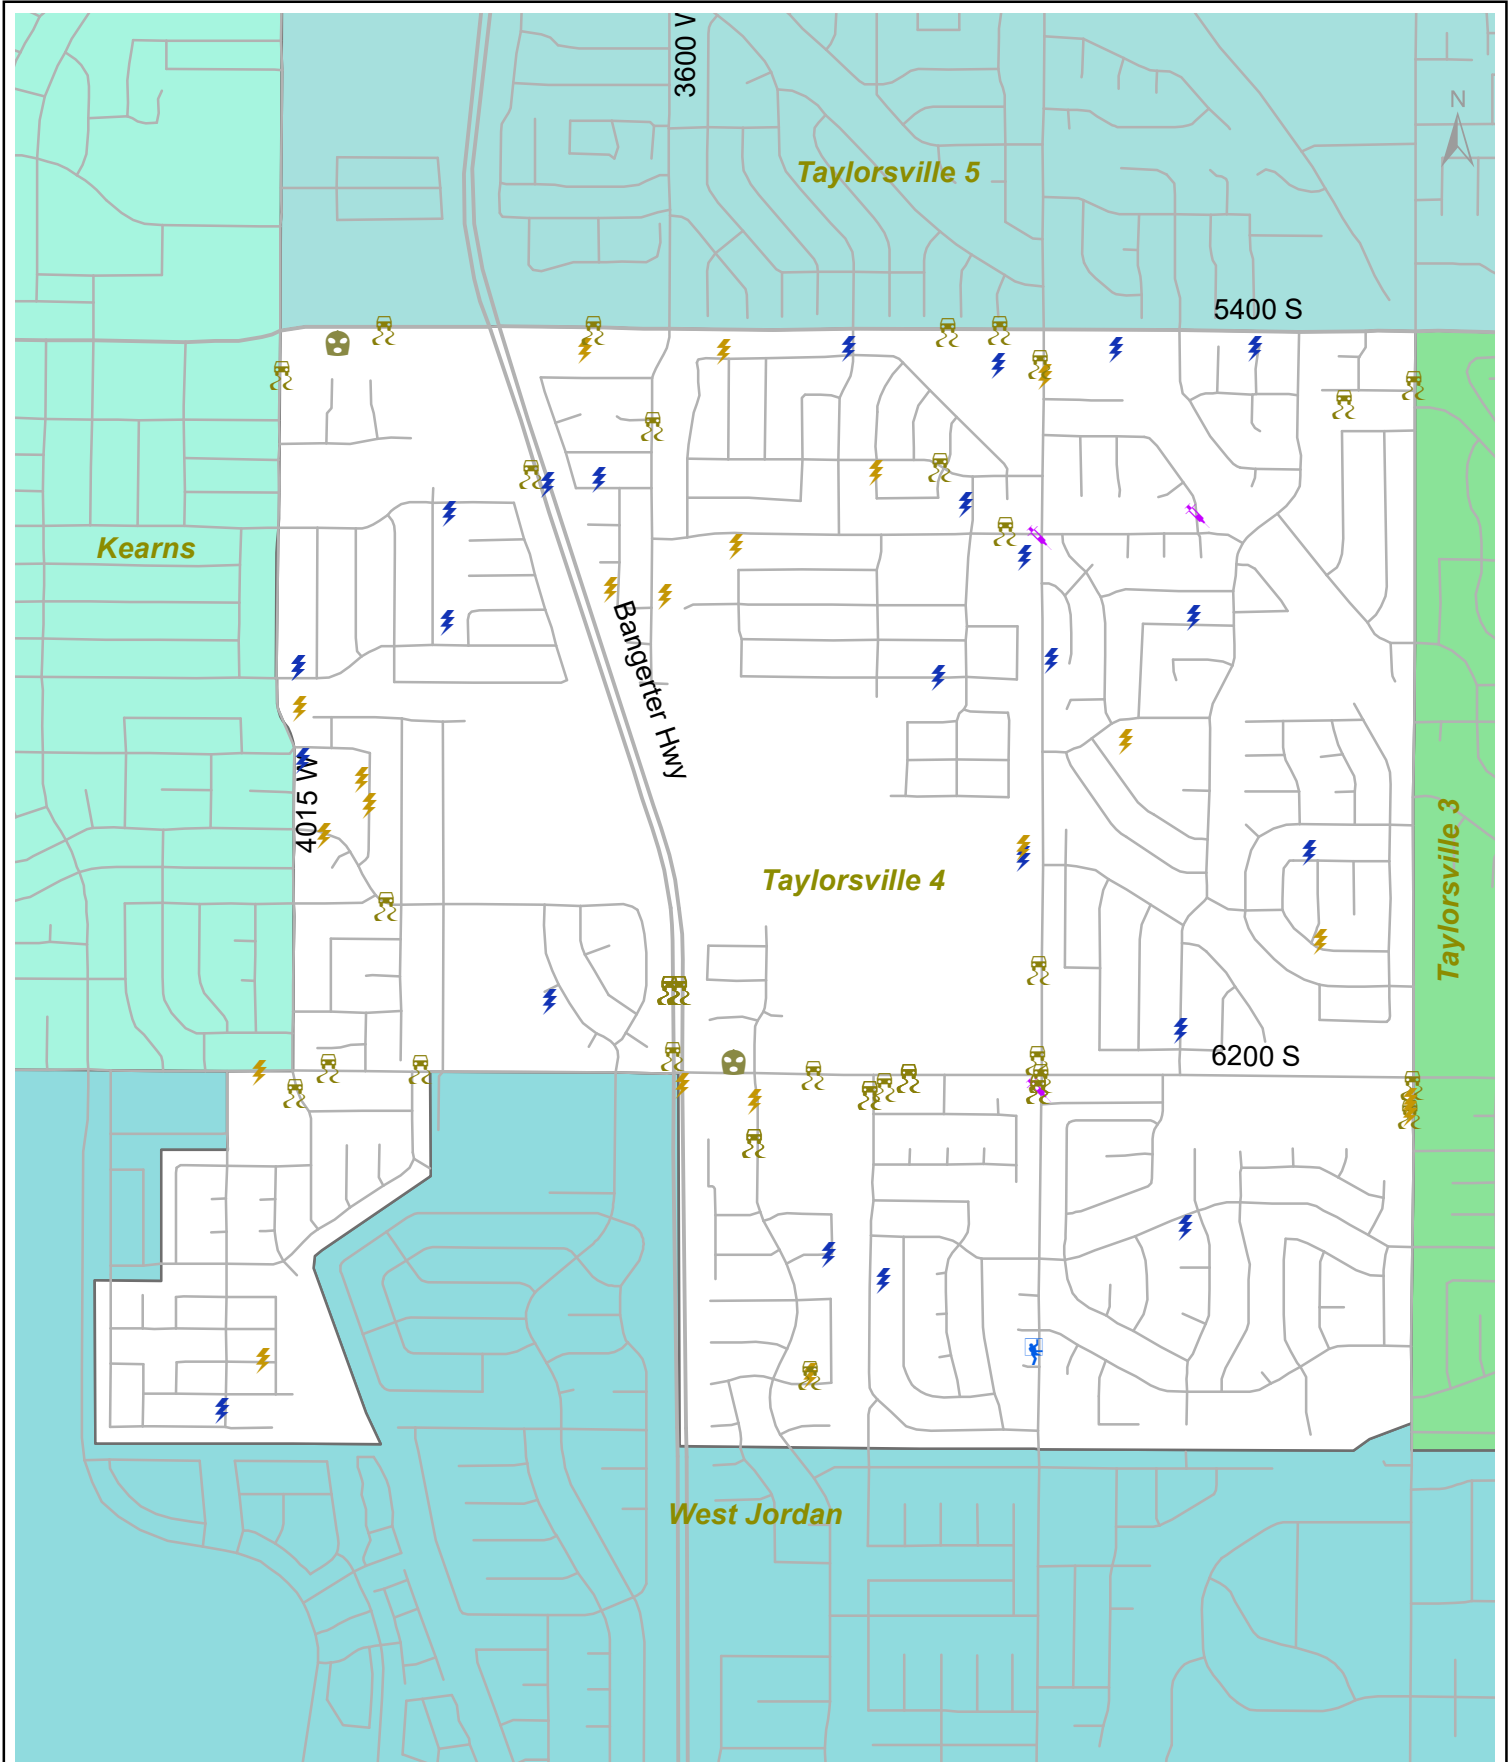 3600 W
N
Taylorsville 5
5400 S
Kearns
Bangerter Hwy
4015 W
Taylorsville 4
Taylorsville 3
6200 S
West Jordan